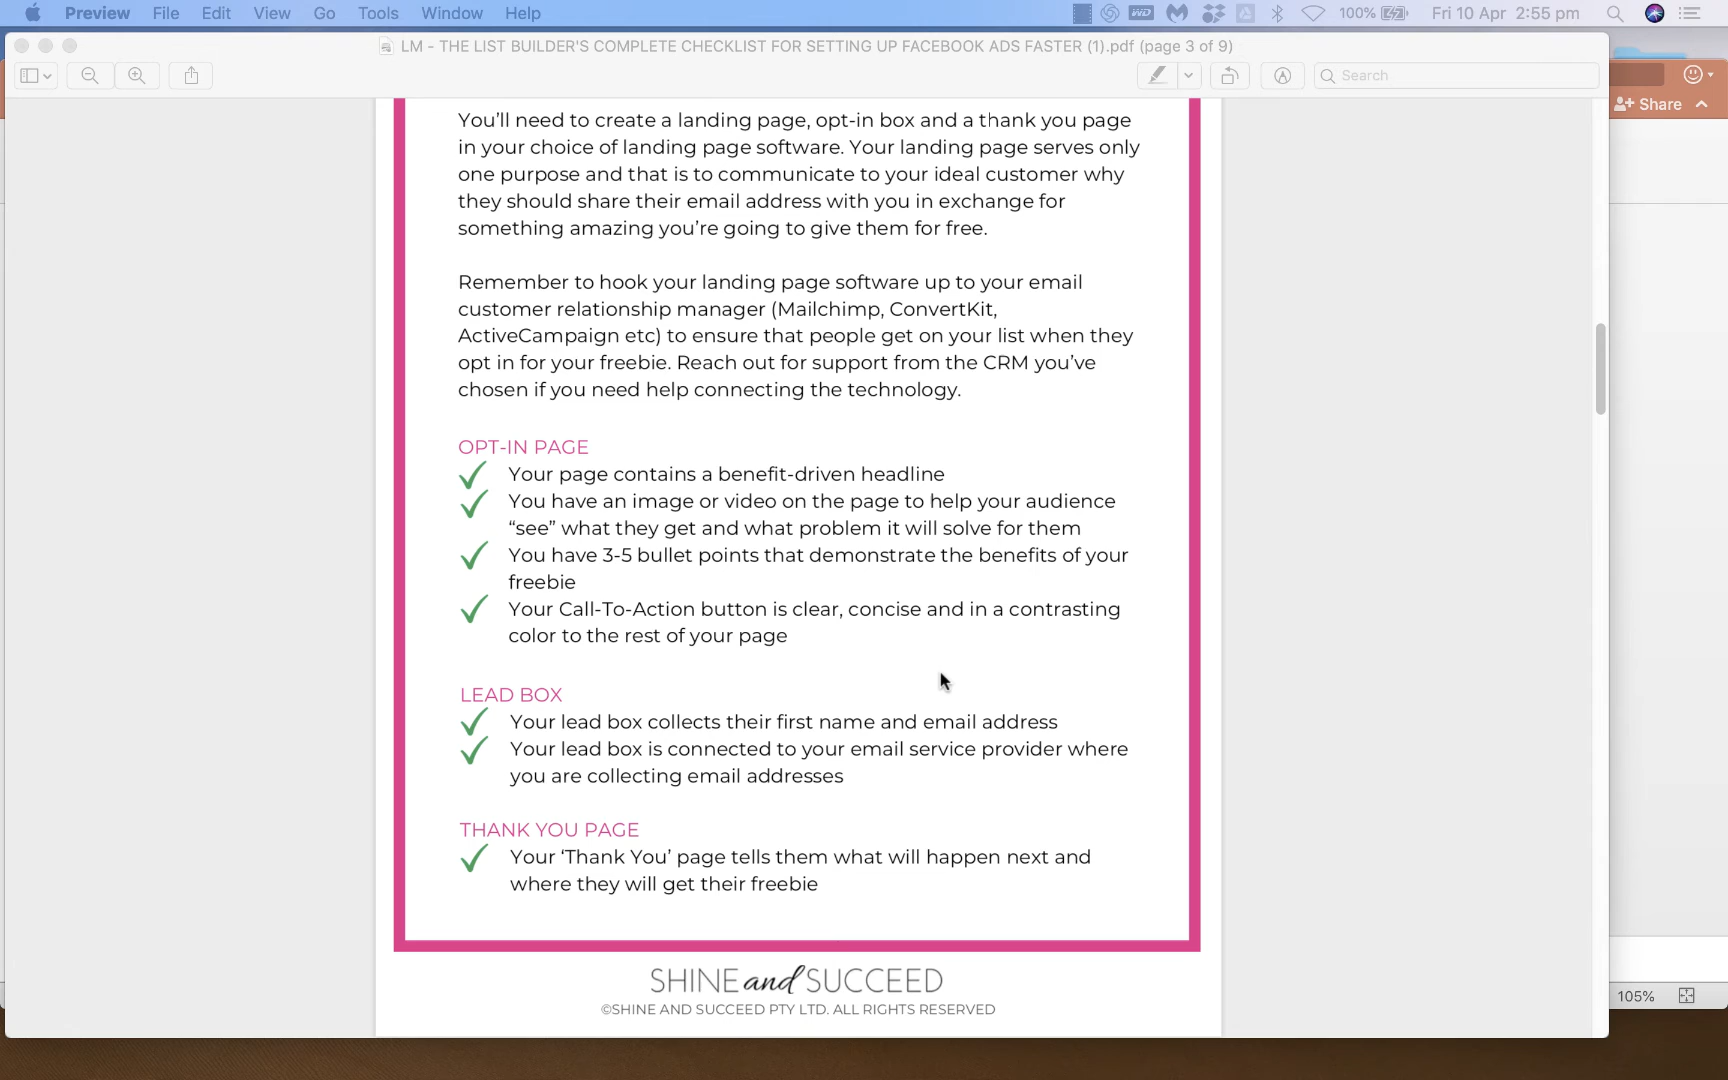 Preview File Edit View Go Tools Window Help
WD 100% Fri 10 Apr 2:55 pm
LM - THE LIST BUILDER'S COMPLETE CHECKLIST FOR SETTING UP FACEBOOK ADS FASTER (1).pdf (page 3 of 9)
Search
Share
You'll need to create a landing page, opt-in box and a thank you page
in your choice of landing page software. Your landing page serves only
one purpose and that is to communicate to your ideal customer why
they should share their email address with you in exchange for
something amazing you're going to give them for free.
Remember to hook your landing page software up to your email
customer relationship manager (Mailchimp, ConvertKit,
ActiveCampaign etc) to ensure that people get on your list when they
opt in for your freebie. Reach out for support from the CRM you've
chosen if you need help connecting the technology.
OPT-IN PAGE
Your page contains a benefit-driven headline
You have an image or video on the page to help your audience
“see” what they get and what problem it will solve for them
You have 3-5 bullet points that demonstrate the benefits of your
freebie
Your Call-To-Action button is clear, concise and in a contrasting
color to the rest of your page
LEAD BOX
Your lead box collects their first name and email address
Your lead box is connected to your email service provider where
you are collecting email addresses
THANK YOU PAGE
Your ‘Thank You’ page tells them what will happen next and
where they will get their freebie
SHINE and SUCCEED
©SHINE AND SUCCEED PTY LTD. ALL RIGHTS RESERVED
105%